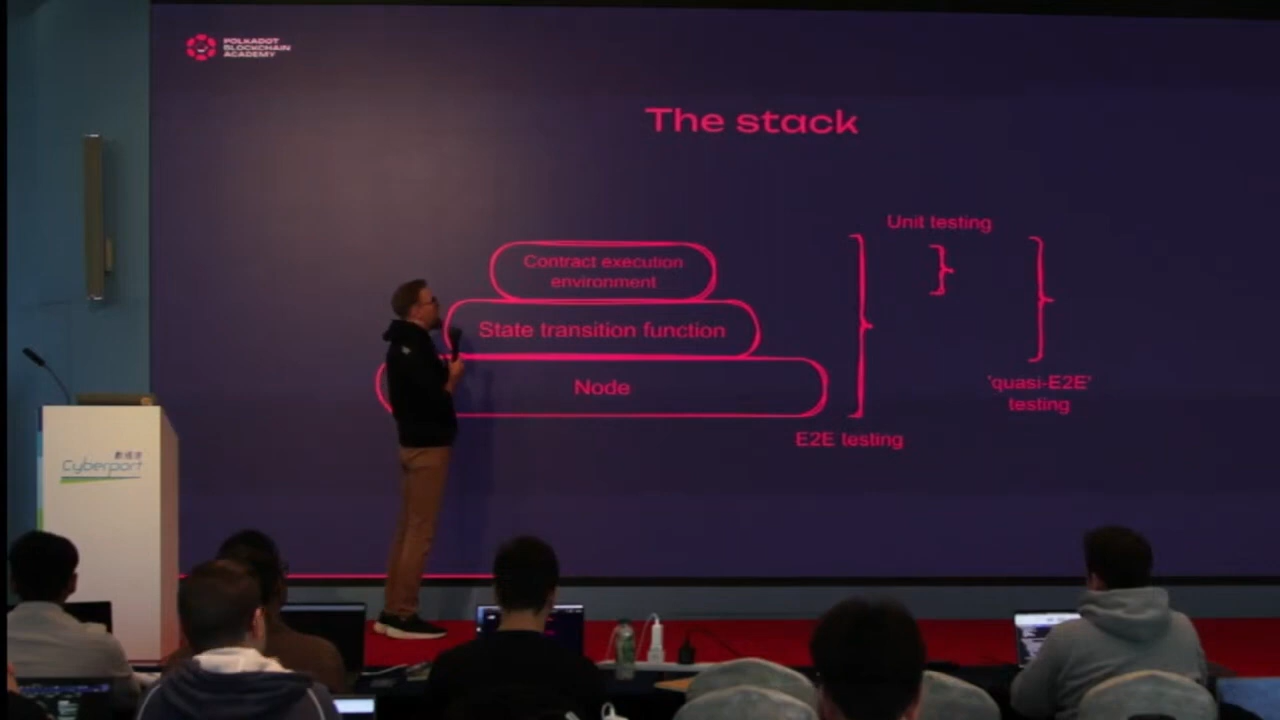 POLKADOT
BLOCKCHAIN
ACADEMY
The stack
Unit testing
Contract execution
environment
State transition function
Node
'quasi-E2E'
testing
E2E testing
數碼港
Cyberport